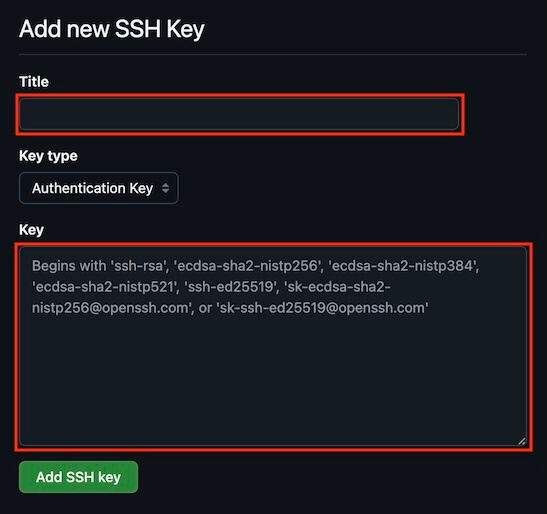 Add new SSH Key
Title
Key type
Authentication Key
Key
Begins with 'ssh-rsa', 'ecdsa-sha2-nistp256', 'ecdsa-sha2-nistp384',
'ecdsa-sha2-nistp521', 'ssh-ed25519', 'sk-ecdsa-sha2-
nistp256@openssh.com', or 'sk-ssh-ed25519@openssh.com'
Add SSH key